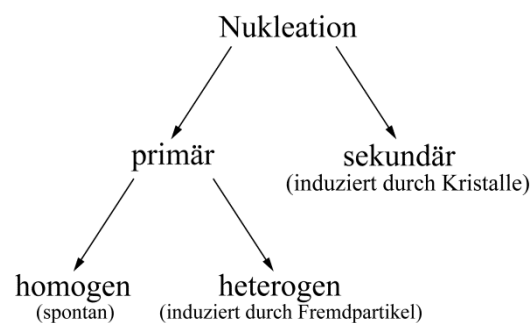 Nukleation
primär
sekundär
(induziert durch Kristalle)
homogen
(spontan)
heterogen
(induziert durch Fremdpartikel)